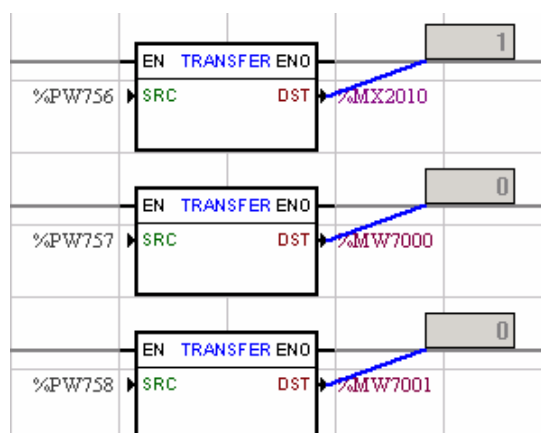 1
EN TRANSFER ENO
%PW756 SRC DST %MX2010
0
EN TRANSFER ENO
%PW757 SRC DST %MW7000
0
EN TRANSFER ENO
%PW758 SRC DST %MW7001